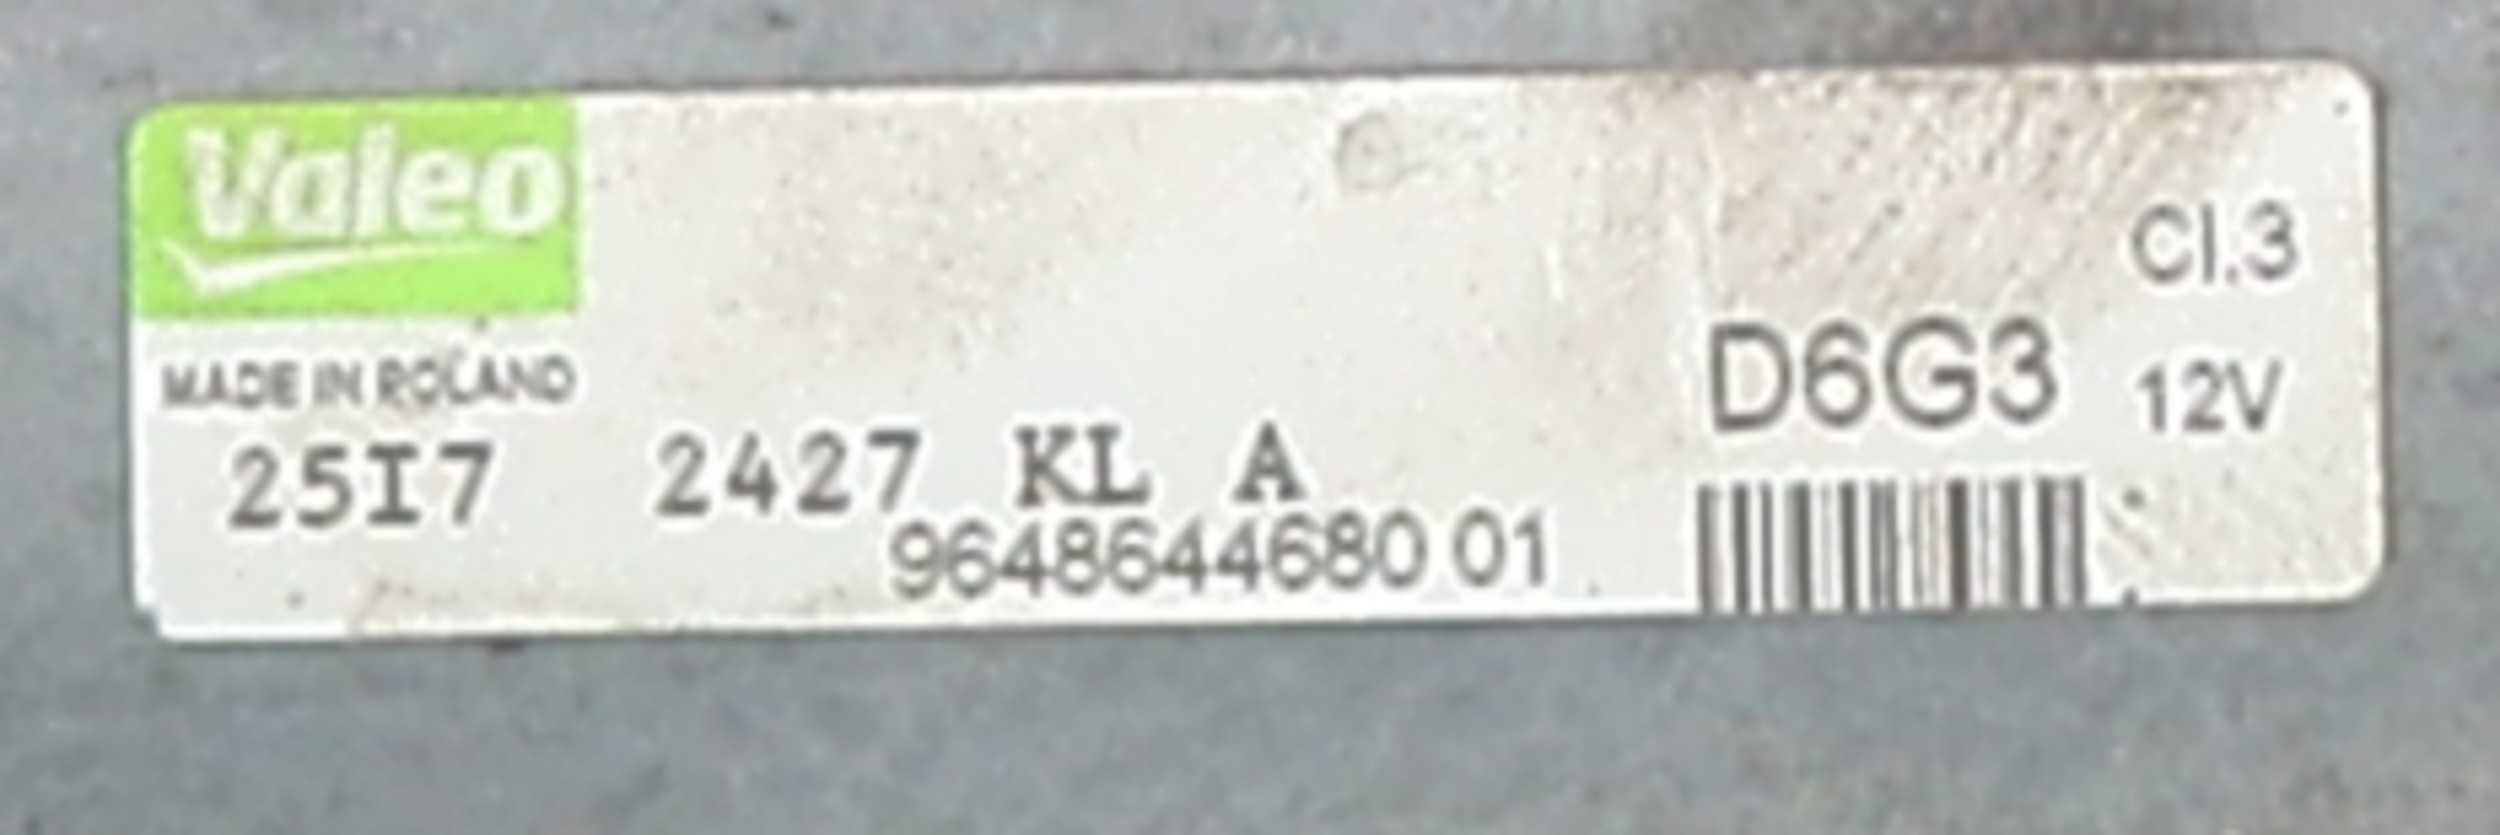 Valeo
MADE IN POLAND
25I7 2427 KL A
9648644680 01
D6G3
Cl.3
12V